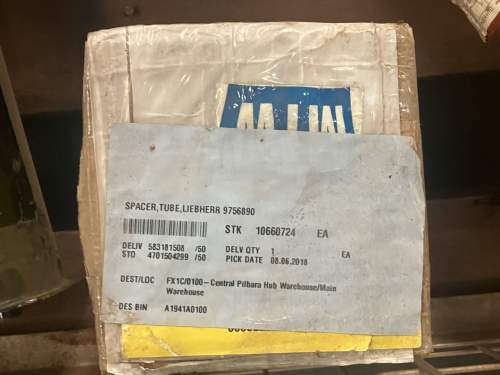 SPACER,TUBE,LIEBHERR 9756890
STK 10660724 EA
DELIV 583181508 /50 DELV QTY 1 EA
STO 4701504299 /50 PICK DATE 08.06.2018
DEST/LOC FX1C/0100-Central Pilbara Hub Warehouse/Main
Warehouse
DES BIN A1941A0100